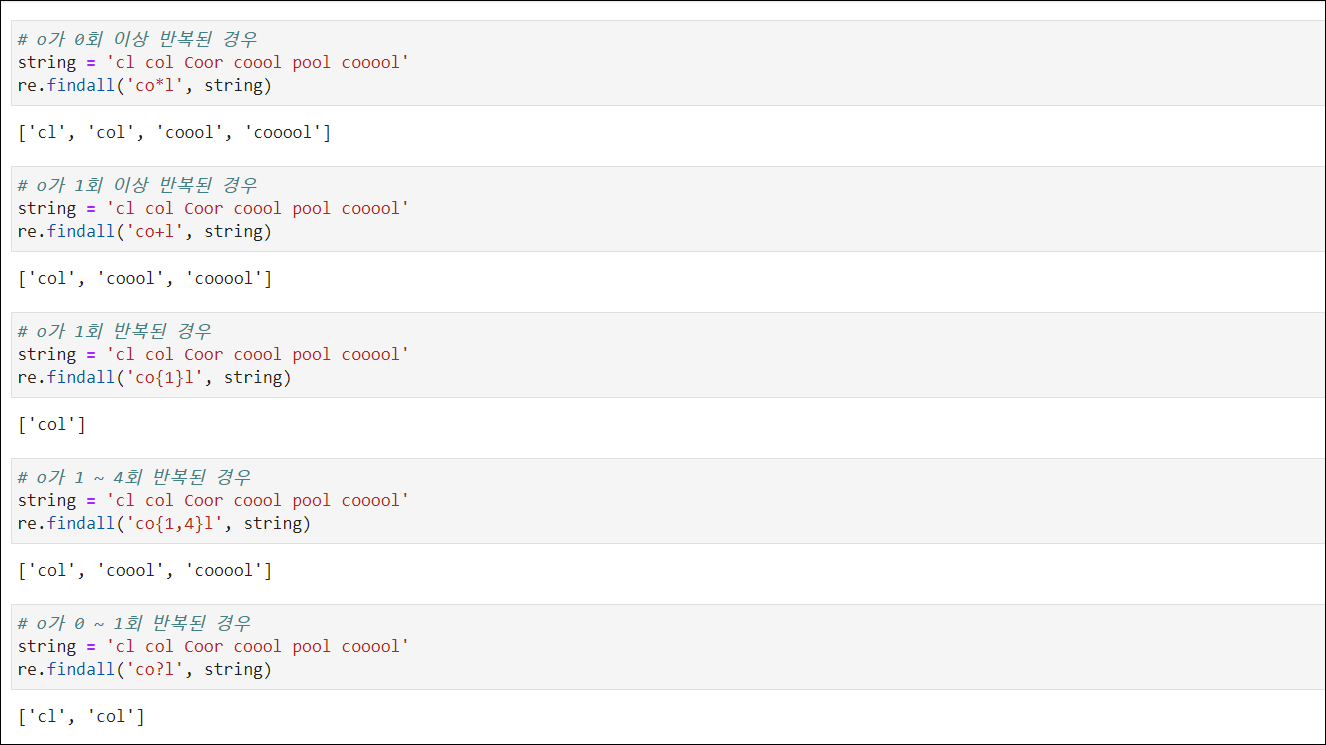 # o가 0회 이상 반복된 경우
string = 'cl col Coor coool pool cooool'
re.findall('co*l', string)
['cl', 'col', 'coool', 'cooool']
# o가 1회 이상 반복된 경우
string = 'cl col Coor coool pool cooool'
re.findall('co+l', string)
['col', 'coool', 'cooool']
# o가 1회 반복된 경우
string = 'cl col Coor coool pool cooool'
re.findall('co{1}l', string)
['col']
# o가 1 ~ 4회 반복된 경우
string = 'cl col Coor coool pool cooool'
re.findall('co{1,4}l', string)
['col', 'coool', 'cooool']
# o가 0 ~ 1회 반복된 경우
string = 'cl col Coor coool pool cooool'
re.findall('co?l', string)
['cl', 'col']